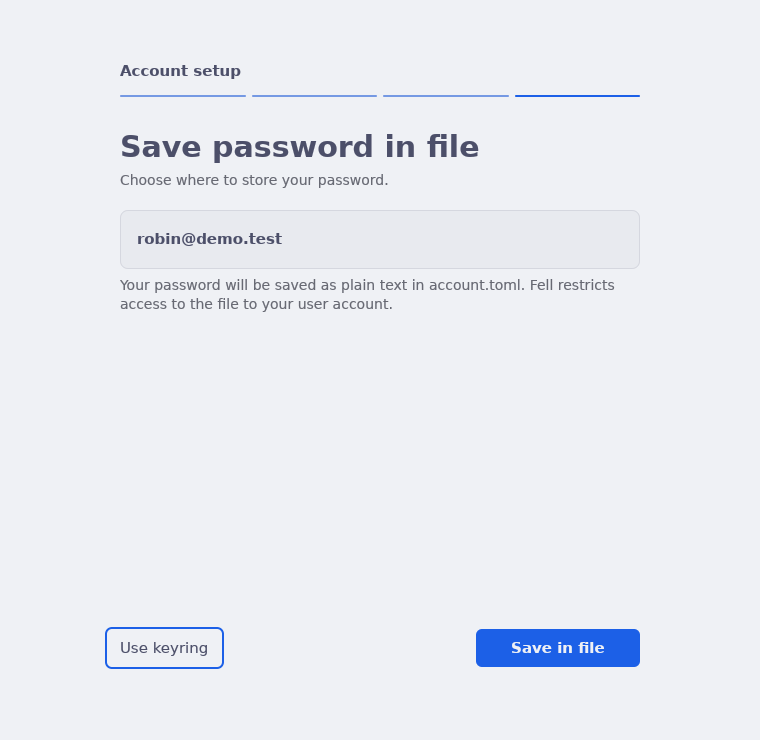 Account setup
Save password in file
Choose where to store your password.
robin@demo.test
Your password will be saved as plain text in account.toml. Fell restricts
access to the file to your user account.
Use keyring
Save in file